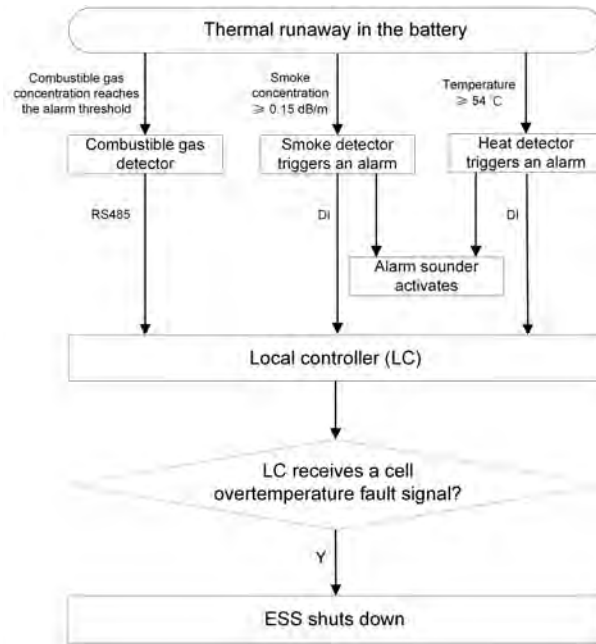 Thermal runaway in the battery
Combustible gas
concentration reaches
the alarm threshold
Smoke
concentration
≥ 0.15 dB/m
Temperature
≥ 54 °C
Combustible gas
detector
Smoke detector
triggers an alarm
Heat detector
triggers an alarm
RS485
DI
DI
Alarm sounder
activates
Local controller (LC)
LC receives a cell
overtemperature fault signal?
Y
ESS shuts down